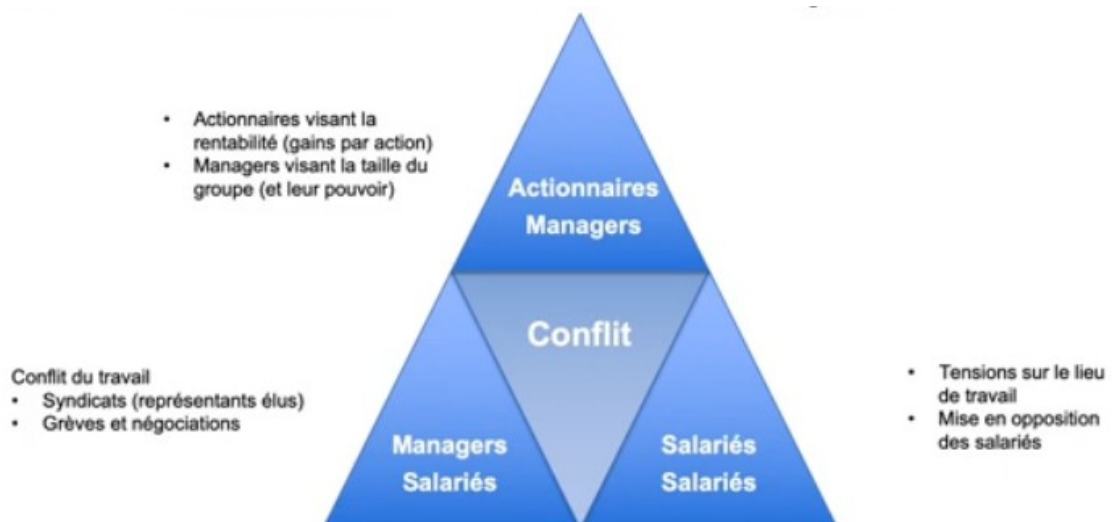 • Actionnaires visant la
rentabilité (gains par action)
• Managers visant la taille du
groupe (et leur pouvoir)
Actionnaires
Managers
Conflit
Conflit du travail
• Syndicats (représentants élus)
• Grèves et négociations
Managers
Salariés
Salariés
Salariés
• Tensions sur le lieu
de travail
• Mise en opposition
des salariés